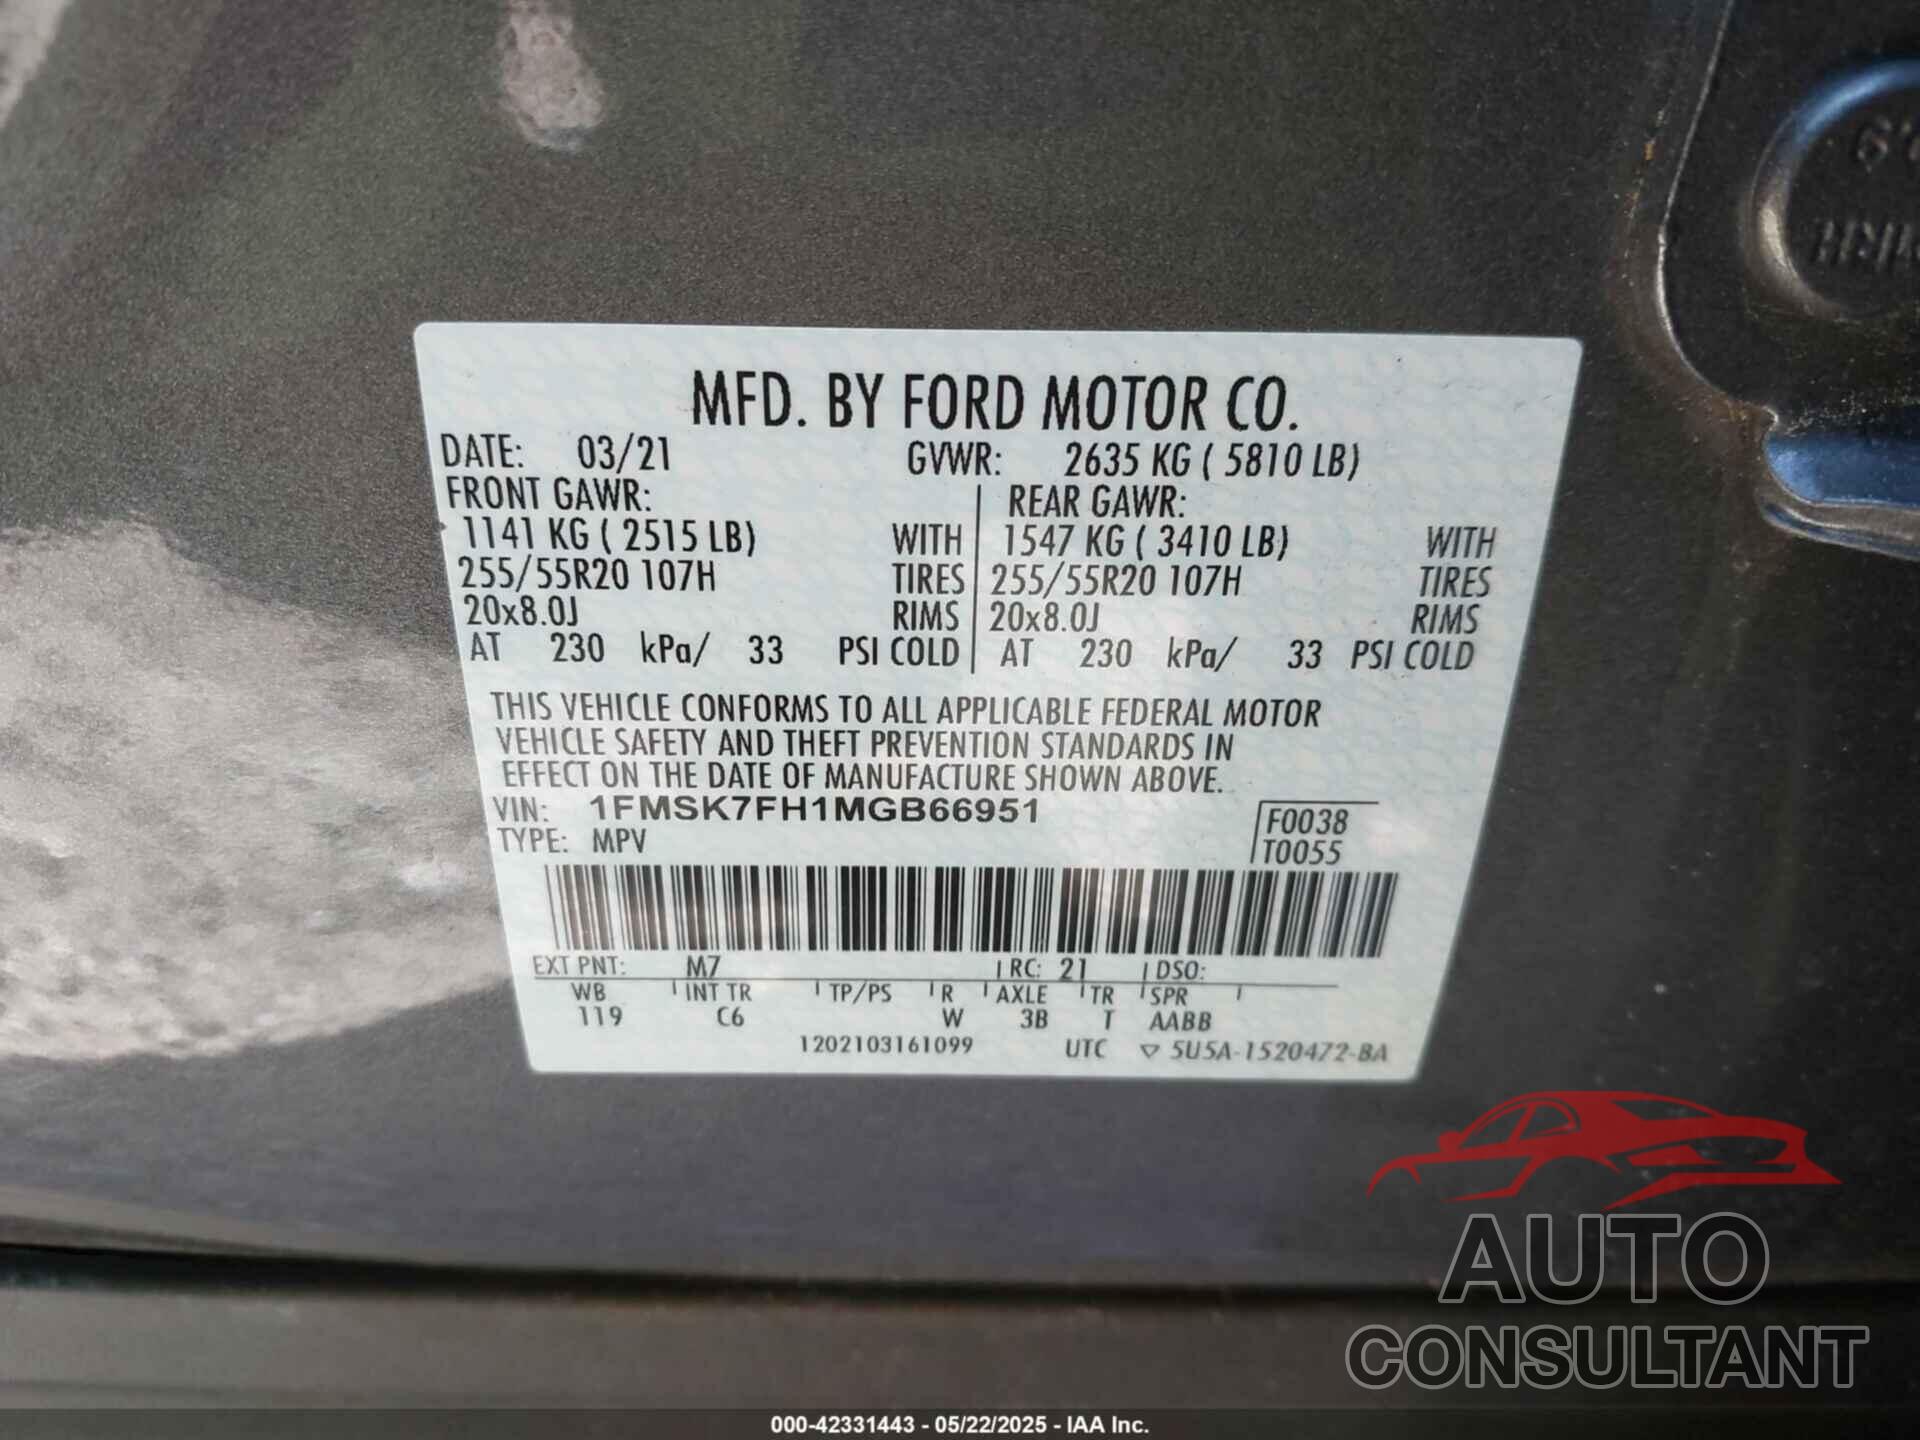 MFD. BY FORD MOTOR CO.
DATE: 03/21 GVWR: 2635 KG ( 5810 LB)
FRONT GAWR: REAR GAWR:
1141 KG ( 2515 LB) WITH 1547 KG ( 3410 LB) WITH
255/55R20 107H TIRES 255/55R20 107H TIRES
20x8.0J RIMS 20x8.0J RIMS
AT 230 kPa/ 33 PSI COLD AT 230 kPa/ 33 PSI COLD
THIS VEHICLE CONFORMS TO ALL APPLICABLE FEDERAL MOTOR
VEHICLE SAFETY AND THEFT PREVENTION STANDARDS IN
EFFECT ON THE DATE OF MANUFACTURE SHOWN ABOVE.
VIN: 1FMSK7FH1MGB66951
TYPE: MPV
F0038
T0055
EXT PNT: M7 RC: 21 DSO:
WB INT TR TP/PS R AXLE TR SPR
119 C6 W 3B T AABB
1202103161099 UTC ▽ 5U5A-1520472-BA
AUTO
CONSULTANT
000-42331443 - 05/22/2025 - IAA Inc.